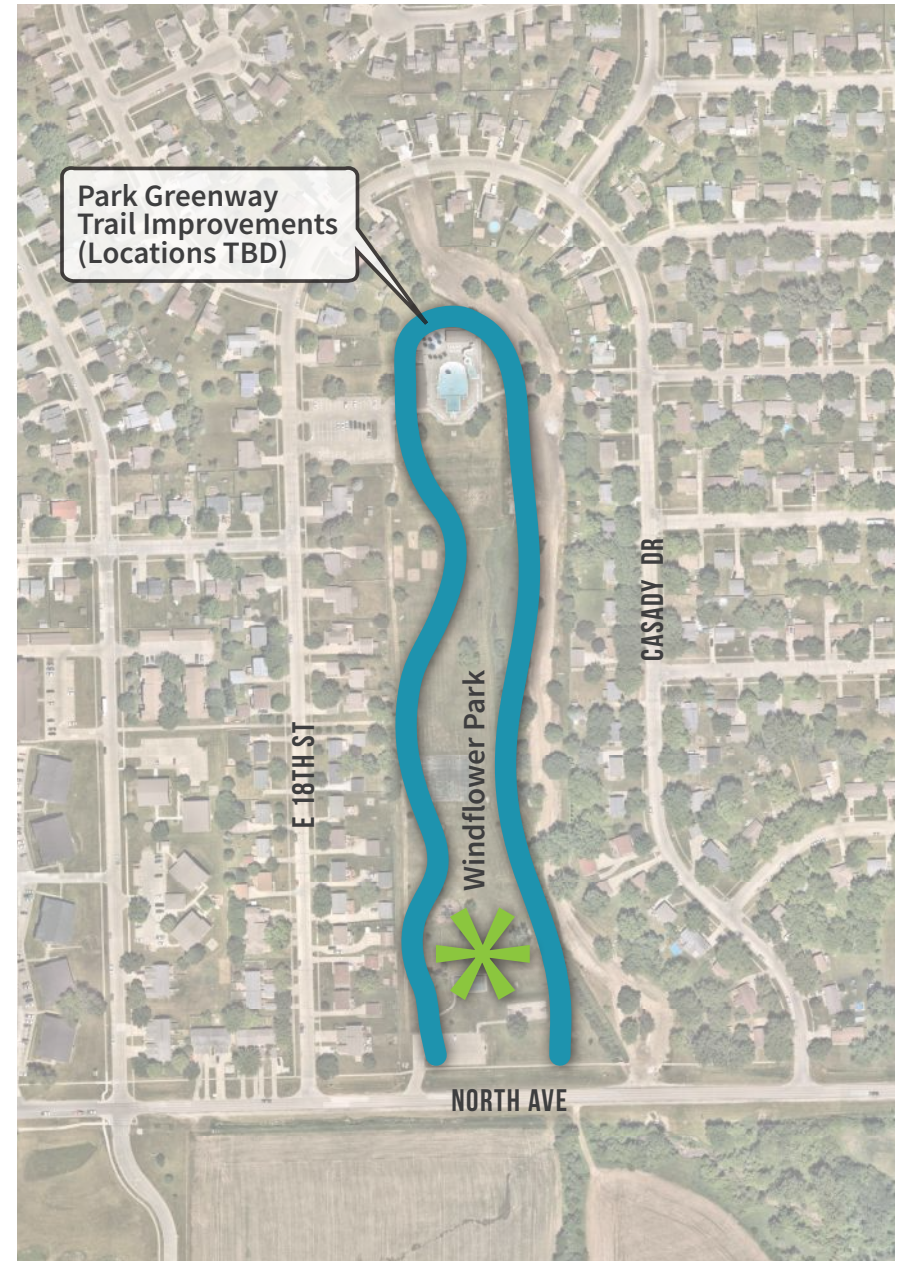 Park Greenway
Trail Improvements
(Locations TBD)
CASADY DR
Windflower Park
E 18TH ST
NORTH AVE